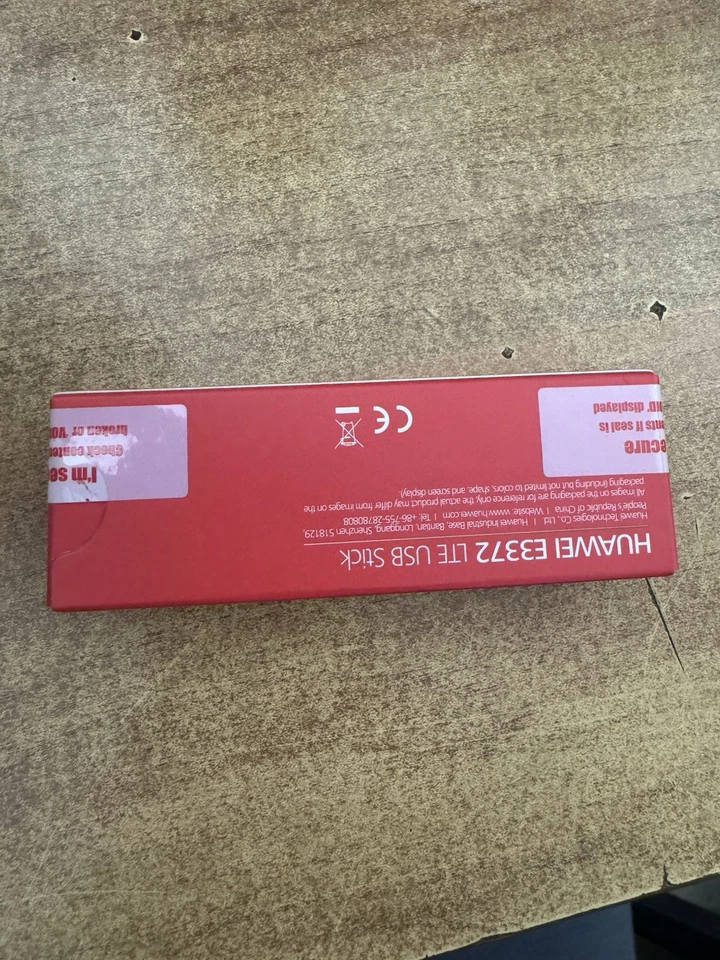 HUAWEI E3372 LTE USB Stick
Huawei Technologies Co., Ltd. | Huawei Industrial Base, Bantian, Longgang, Shenzhen 518129,
People's Republic of China | Website: www.huawei.com | Tel: +86-755-28780808
All images on the packaging are for reference only, the actual product may differ from images on the
packaging including but not limited to colors, shape, and screen display!
CE
ecure
nts if seal is
ID' displayed
I'm se
Check conte
broken or 'VO